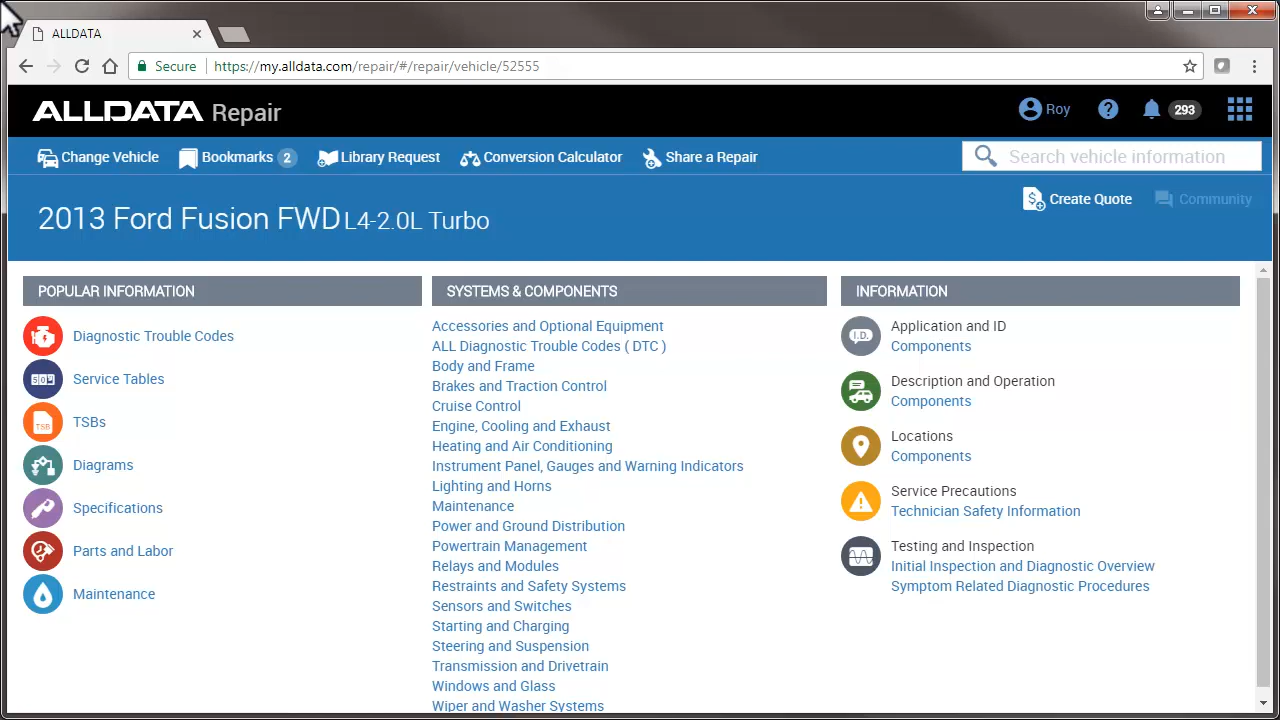 ALLDATA
Secure https://my.alldata.com/repair/#/repair/vehicle/52555
ALLDATA Repair
Roy
?
293
Change Vehicle
Bookmarks 2
Library Request
Conversion Calculator
Share a Repair
Search vehicle information
Create Quote
Community
2013 Ford Fusion FWD L4-2.0L Turbo
POPULAR INFORMATION
Diagnostic Trouble Codes
Service Tables
TSB
TSBs
Diagrams
Specifications
Parts and Labor
Maintenance
SYSTEMS & COMPONENTS
Accessories and Optional Equipment
ALL Diagnostic Trouble Codes ( DTC )
Body and Frame
Brakes and Traction Control
Cruise Control
Engine, Cooling and Exhaust
Heating and Air Conditioning
Instrument Panel, Gauges and Warning Indicators
Lighting and Horns
Maintenance
Power and Ground Distribution
Powertrain Management
Relays and Modules
Restraints and Safety Systems
Sensors and Switches
Starting and Charging
Steering and Suspension
Transmission and Drivetrain
Windows and Glass
Wiper and Washer Systems
INFORMATION
I.D.
Application and ID
Components
Description and Operation
Components
Locations
Components
Service Precautions
Technician Safety Information
Testing and Inspection
Initial Inspection and Diagnostic Overview
Symptom Related Diagnostic Procedures